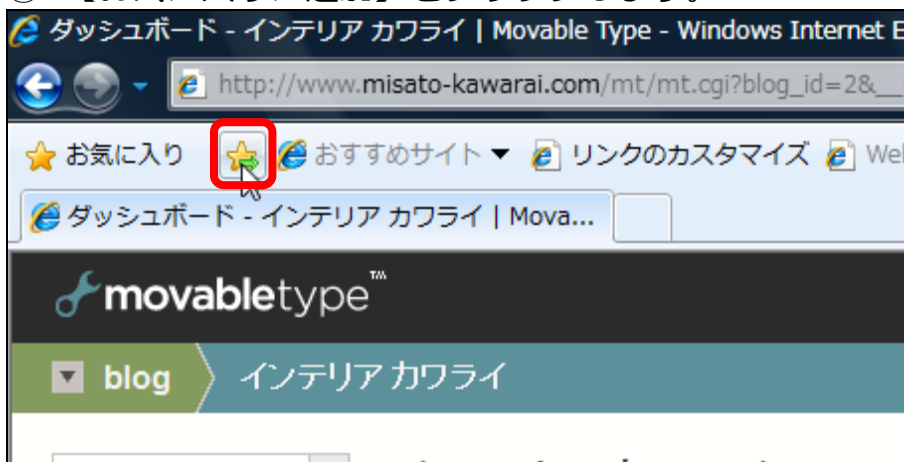 ダッシュボード - インテリア カワライ | Movable Type - Windows Internet E
http://www.misato-kawarai.com/mt/mt.cgi?blog_id=2&__
お気に入り おすすめサイト ▼ リンクのカスタマイズ We
ダッシュボード - インテリア カワライ | Mova...
movabletype™
blog インテリア カワライ